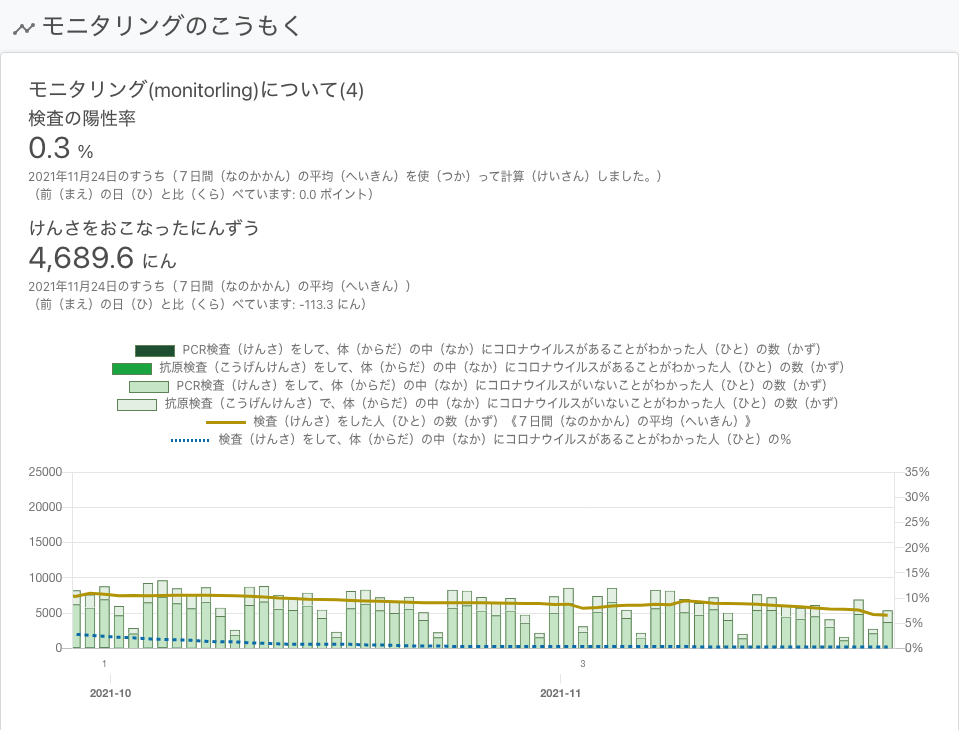 モニタリングのこうもく
モニタリング(monitorling)について(4)
検査の陽性率
0.3 %
2021年11月24日のすうち（７日間（なのかかん）の平均（へいきん）を使（つか）って計算（けいさん）しました。）
（前（まえ）の日（ひ）と比（くら）べています: 0.0 ポイント）
けんさをおこなったにんずう
4,689.6 にん
2021年11月24日のすうち（７日間（なのかかん）の平均（へいきん））
（前（まえ）の日（ひ）と比（くら）べています: -113.3 にん）
PCR検査（けんさ）をして、体（からだ）の中（なか）にコロナウイルスがあることがわかった人（ひと）の数（かず）
抗原検査（こうげんけんさ）をして、体（からだ）の中（なか）にコロナウイルスがあることがわかった人（ひと）の数（かず）
PCR検査（けんさ）をして、体（からだ）の中（なか）にコロナウイルスがいないことがわかった人（ひと）の数（かず）
抗原検査（こうげんけんさ）で、体（からだ）の中（なか）にコロナウイルスがいないことがわかった人（ひと）の数（かず）
検査（けんさ）をした人（ひと）の数（かず）《７日間（なのかかん）の平均（へいきん）》
検査（けんさ）をして、体（からだ）の中（なか）にコロナウイルスがあることがわかった人（ひと）の％
25000 35%
30%
20000
25%
15000 20%
15%
10000
10%
5000 5%
0 0%
1 3
2021-10 2021-11